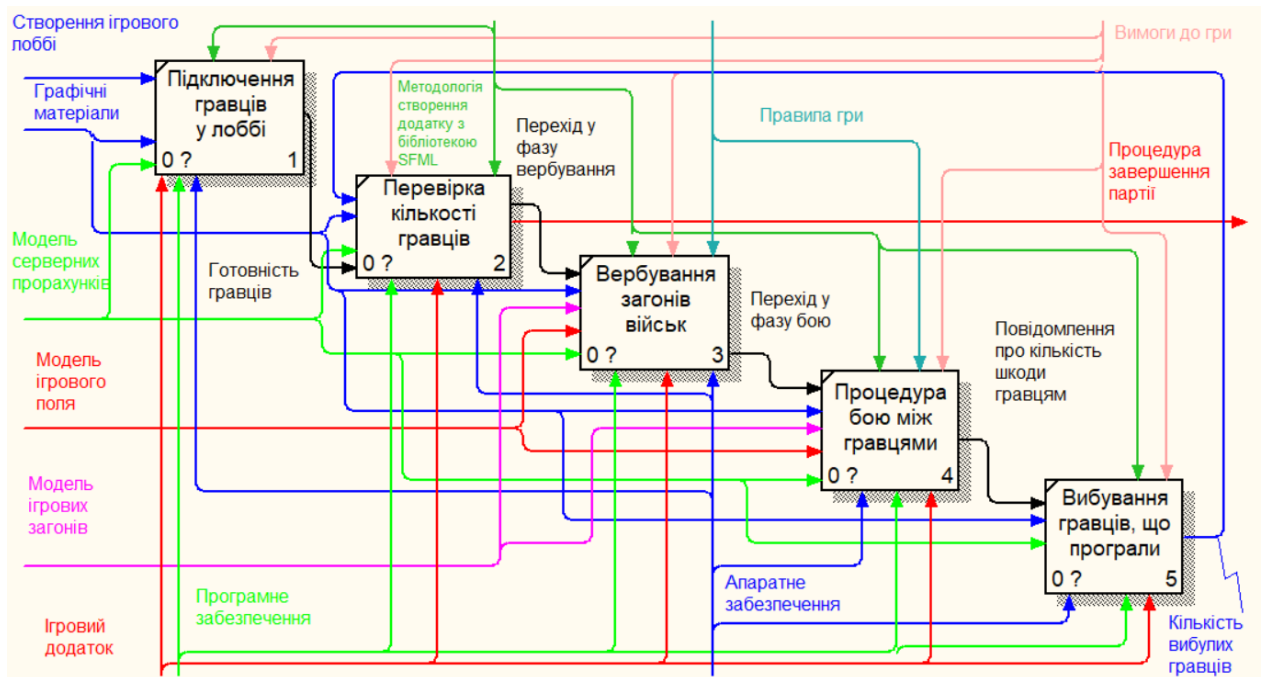 Створення ігрового
лоббі
Вимоги до гри
Підключення
гравців
у лоббі
0 ?
1
Графічні
матеріали
Методологія
створення
додатку з
бібліотекою
SFML
Перехід у
фазу
вербування
Правила гри
Процедура
завершення
партії
Перевірка
кількості
гравців
0 ?
2
Модель
серверних
прорахунків
Готовність
гравців
Вербування
загонів
військ
0 ?
3
Перехід у
фазу бою
Повідомлення
про кількість
шкоди
гравцям
Модель
ігрового
поля
Процедура
бою між
гравцями
0 ?
4
Модель
ігрових
загонів
Вибування
гравців, що
програли
0 ?
5
Програмне
забезпечення
Апаратне
забезпечення
Ігровий
додаток
Кількість
вибулих
гравців